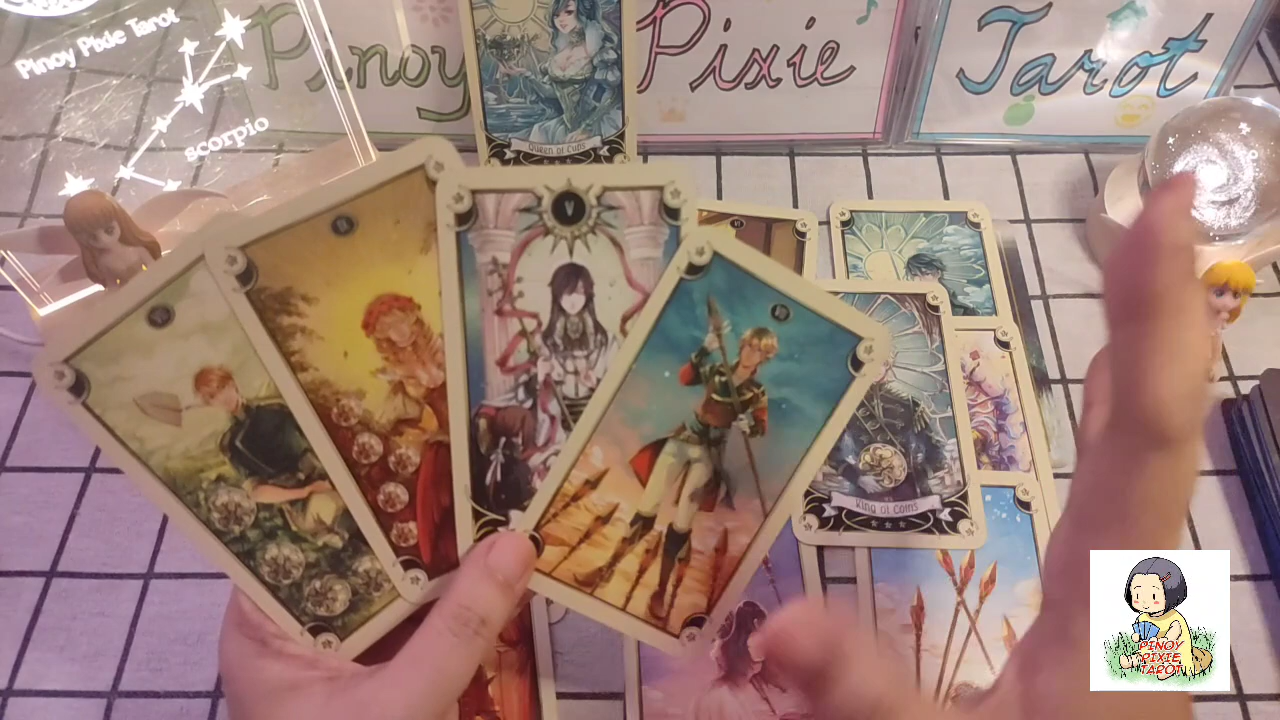 Pinoy Pixie Tarot
scorpio
Pinoy Pixie Tarot
Queen of Cups
V
King of Coins
PINOY
PIXIE
TAROT